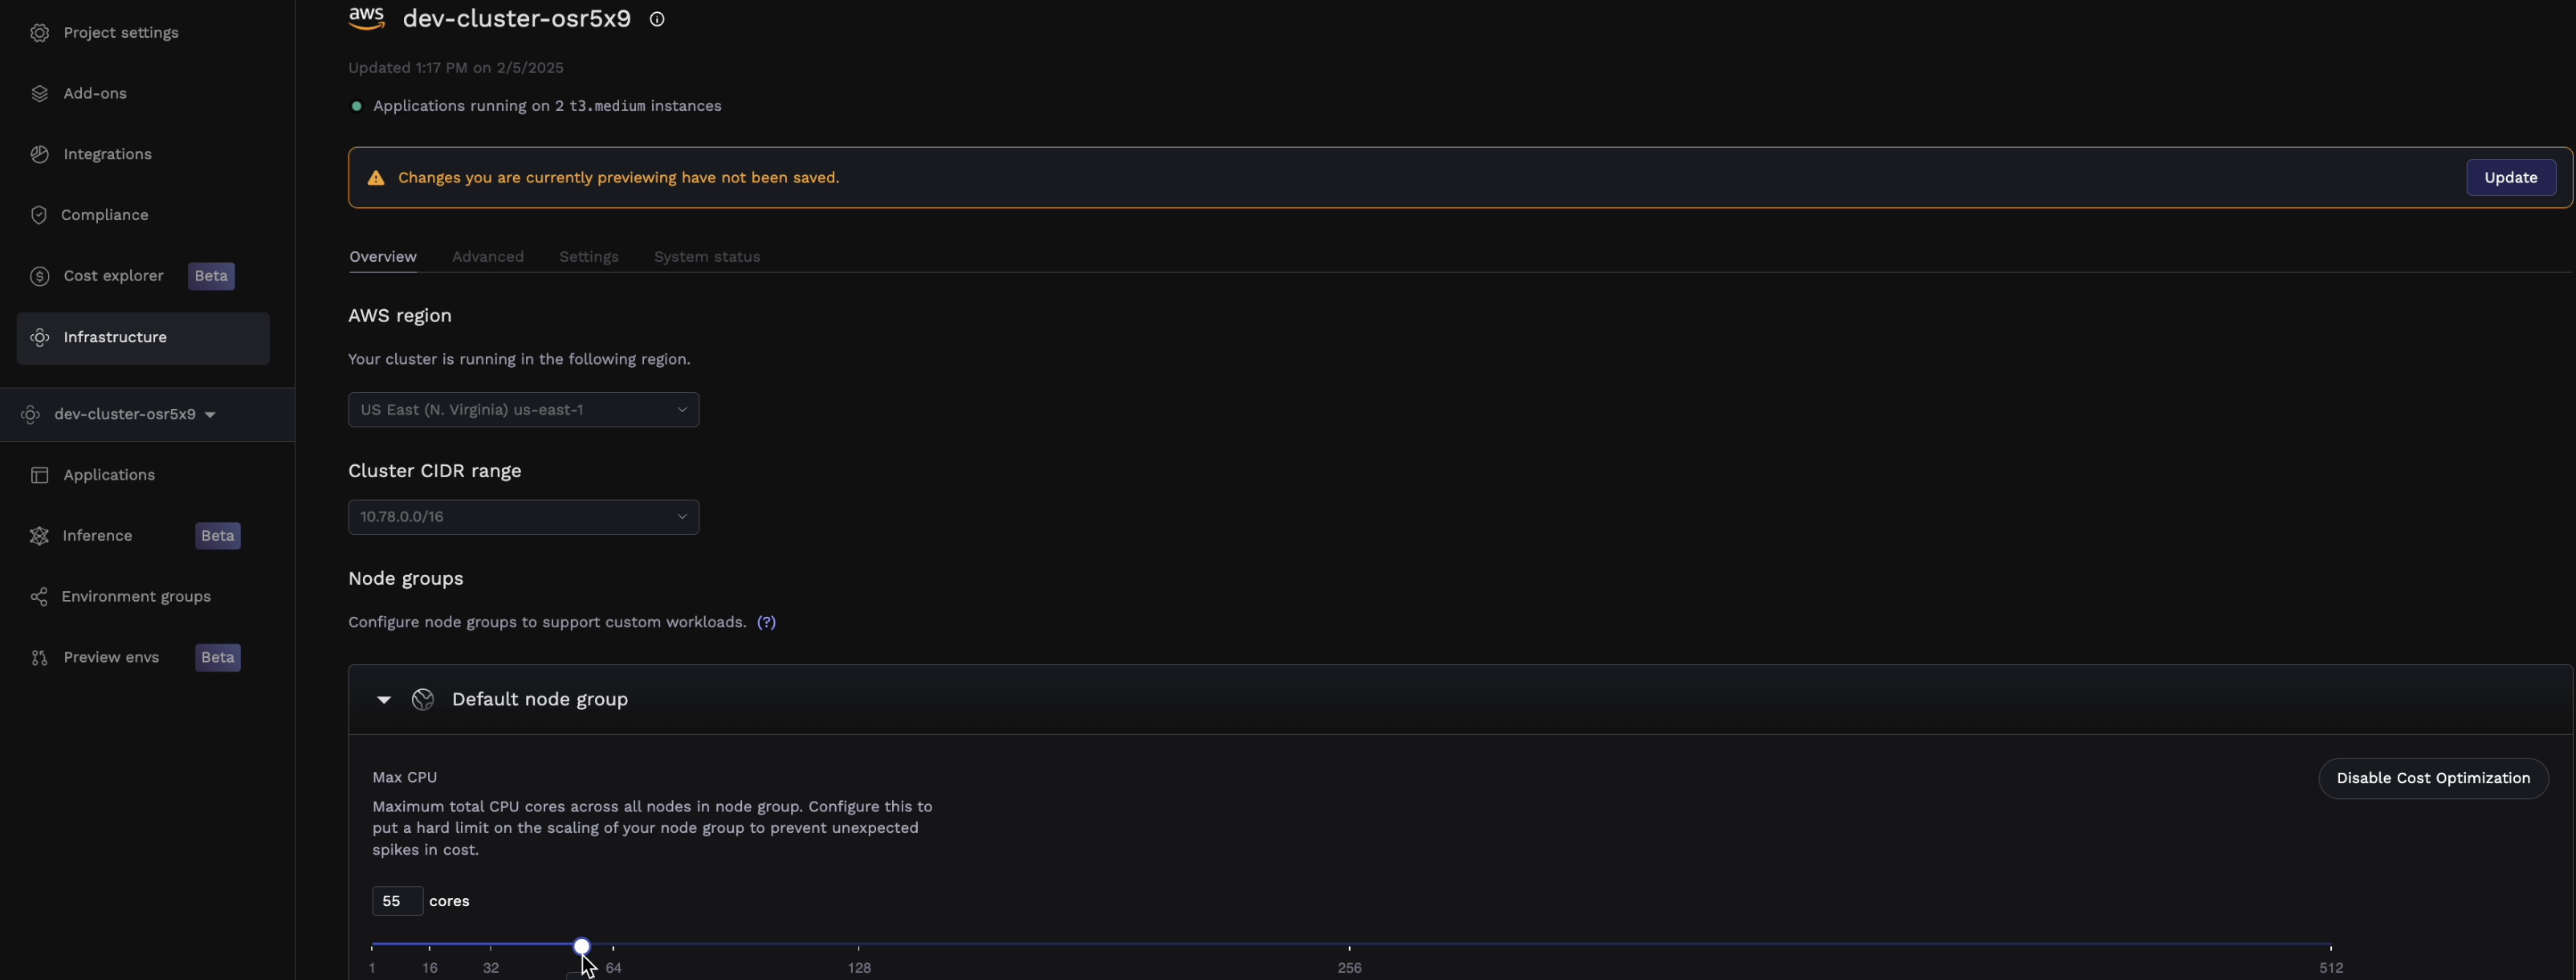 Project settings
Add-ons
Integrations
Compliance
Cost explorer Beta
Infrastructure
dev-cluster-osr5x9
Applications
Inference Beta
Environment groups
Preview envs Beta
aws dev-cluster-osr5x9
Updated 1:17 PM on 2/5/2025
Applications running on 2 t3.medium instances
Changes you are currently previewing have not been saved.
Update
Overview Advanced Settings System status
AWS region
Your cluster is running in the following region.
US East (N. Virginia) us-east-1
Cluster CIDR range
10.78.0.0/16
Node groups
Configure node groups to support custom workloads. (?)
Default node group
Max CPU
Disable Cost Optimization
Maximum total CPU cores across all nodes in node group. Configure this to
put a hard limit on the scaling of your node group to prevent unexpected
spikes in cost.
55 cores
1 16 32 64 128 256 512